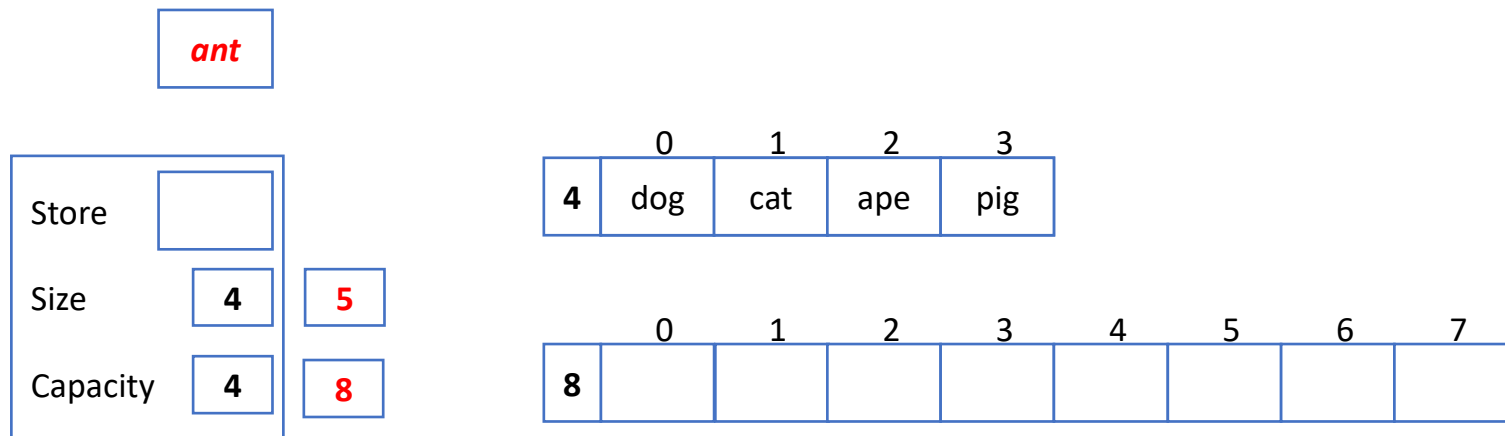 ant
0 1 2 3
Store
4 dog cat ape pig
Size 4 5
0 1 2 3 4 5 6 7
Capacity 4 8
8